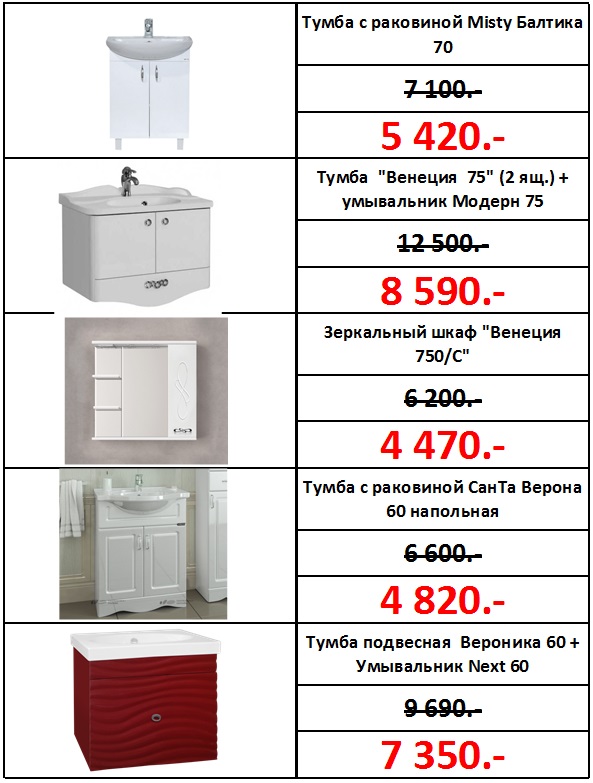 Тумба с раковиной Misty Балтика
70
7 100.-
5 420.-
Тумба "Венеция 75" (2 ящ.) +
умывальник Модерн 75
12 500.-
8 590.-
Зеркальный шкаф "Венеция
750/С"
6 200.-
4 470.-
Тумба с раковиной СанТа Верона
60 напольная
6 600.-
4 820.-
Тумба подвесная Вероника 60 +
Умывальник Next 60
9 690.-
7 350.-